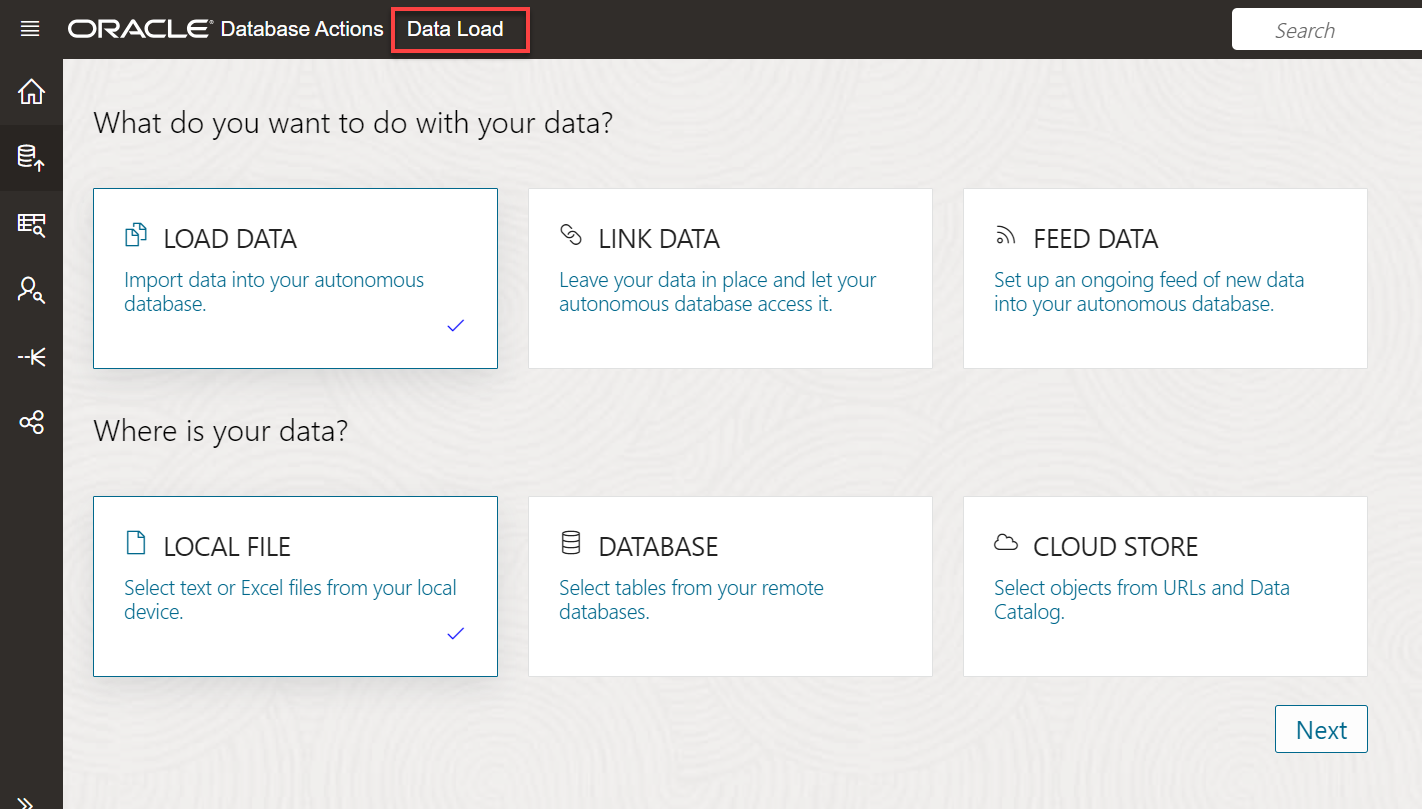 ORACLE Database Actions Data Load Search
What do you want to do with your data?
LOAD DATA
Import data into your autonomous
database.
LINK DATA
Leave your data in place and let your
autonomous database access it.
FEED DATA
Set up an ongoing feed of new data
into your autonomous database.
Where is your data?
LOCAL FILE
Select text or Excel files from your local
device.
DATABASE
Select tables from your remote
databases.
CLOUD STORE
Select objects from URLs and Data
Catalog.
Next